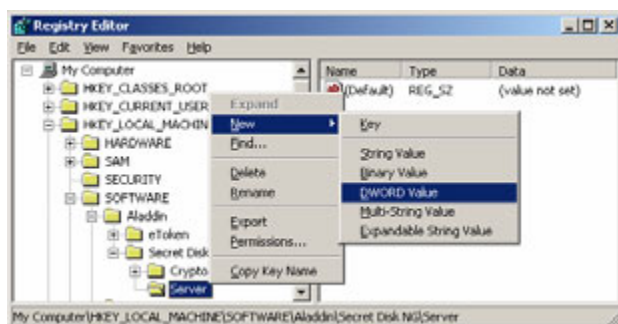 Registry Editor
File Edit View Favorites Help
My Computer
HKEY_CLASSES_ROOT
HKEY_CURRENT_USER
HKEY_LOCAL_MACHIN
HARDWARE
SAM
SECURITY
SOFTWARE
Aladdin
eToken
Secret Disk
Crypto
Server
Expand
New
Find...
Delete
Rename
Export
Permissions...
Copy Key Name
Key
String Value
Binary Value
DWORD Value
Multi-String Value
Expandable String Value
Name Type Data
(Default) REG_SZ (value not set)
My Computer\HKEY_LOCAL_MACHINE\SOFTWARE\Aladdin\Secret Disk NG\Server